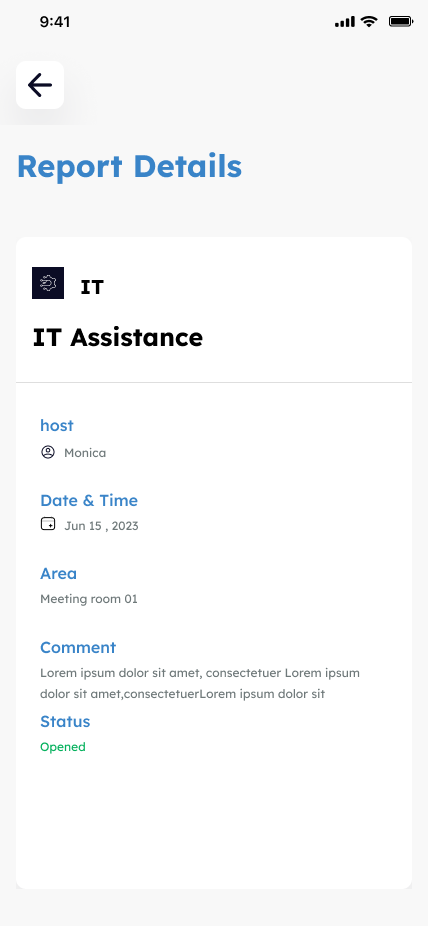 9:41
Report Details
IT
IT Assistance
host
Monica
Date & Time
Jun 15 , 2023
Area
Meeting room 01
Comment
Lorem ipsum dolor sit amet, consectetuer Lorem ipsum
dolor sit amet,consectetuerLorem ipsum dolor sit
Status
Opened